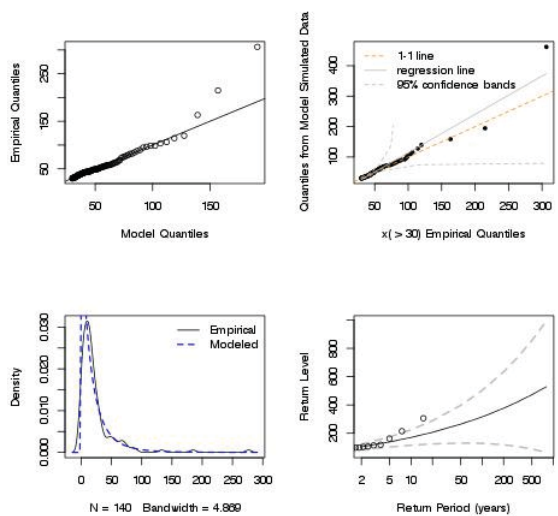 Empirical Quantiles
50
150
250
50
100
150
Model Quantiles
Quantiles from Model Simulated Data
100
200
300
400
1-1 line
regression line
95% confidence bands
50
100
150
200
250
300
x( > 30) Empirical Quantiles
Density
0.000
0.010
0.020
0.030
Empirical
Modeled
0
50
100
150
200
250
300
N = 140 Bandwidth = 4.869
Return Level
200
400
600
800
2
5
10
50
200
500
Return Period (years)